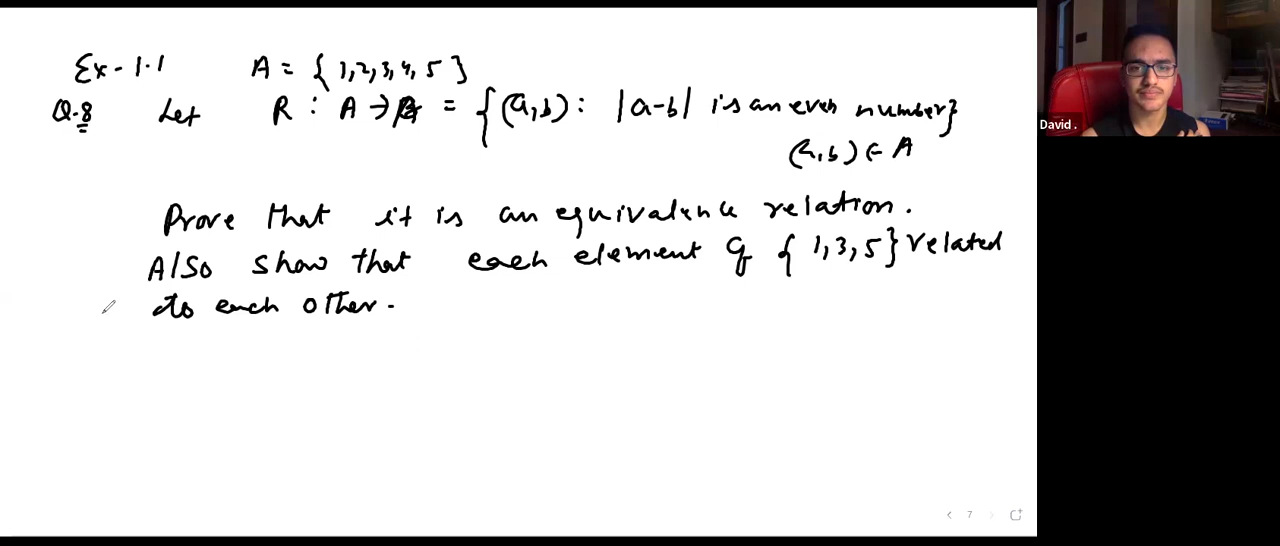 Ex - 1.1 A = { 1,2,3,4,5 }
Q.8 Let R : A → A = { (a,b) : |a-b| is an even number }
(a,b) ∈ A
Prove that it is an equivalence relation.
Also show that each element of { 1,3,5 } related
to each other.
David .
7